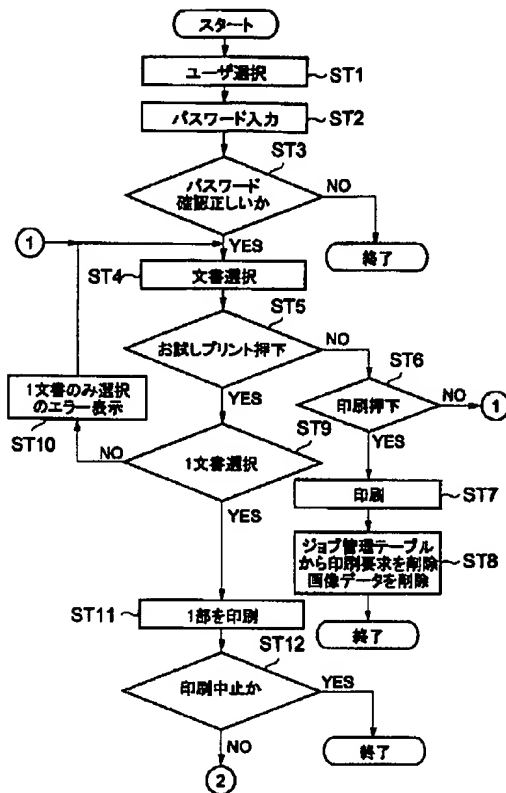 スタート
ユーザ選択
ST1
パスワード入力
ST2
ST3
パスワード
確認正しいか
NO
YES
終了
1
ST4
文書選択
ST5
お試しプリント押下
NO
YES
ST6
印刷押下
NO
1
YES
1文書のみ選択
のエラー表示
ST10
NO
ST9
1文書選択
YES
印刷
ST7
ジョブ管理テーブル
から印刷要求を削除
画像データを削除
ST8
終了
ST11
1部を印刷
ST12
印刷中止か
YES
終了
NO
2